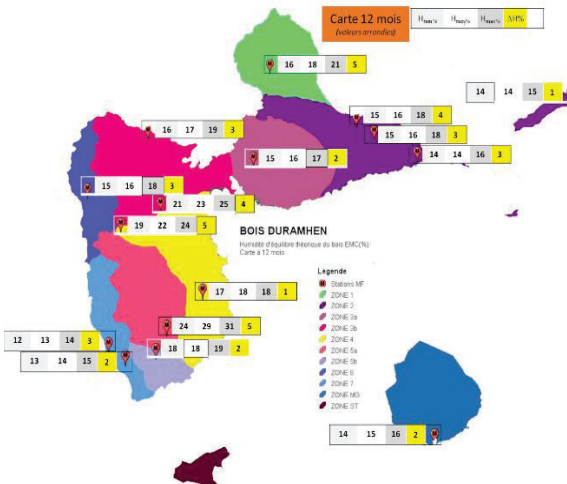 Carte 12 mois
(valeurs arrondies)
Hmin% Hmoy% Hmax% ΔH%
16 18 21 5
14 14 15 1
15 16 18 4
15 16 18 3
14 14 16 3
16 17 19 3
15 16 17 2
15 16 18 3
21 23 25 4
19 22 24 5
BOIS DURAMHEN
Humidité d'équilibre théorique du bois EMC(%)
Carte à 12 mois
Légende
Stations MF
ZONE 1
ZONE 2
ZONE 3a
ZONE 3b
ZONE 4
ZONE 5a
ZONE 5b
ZONE 6
ZONE 7
ZONE MG
ZONE ST
17 18 18 1
24 29 31 5
12 13 14 3
18 18 19 2
13 14 15 2
14 15 16 2